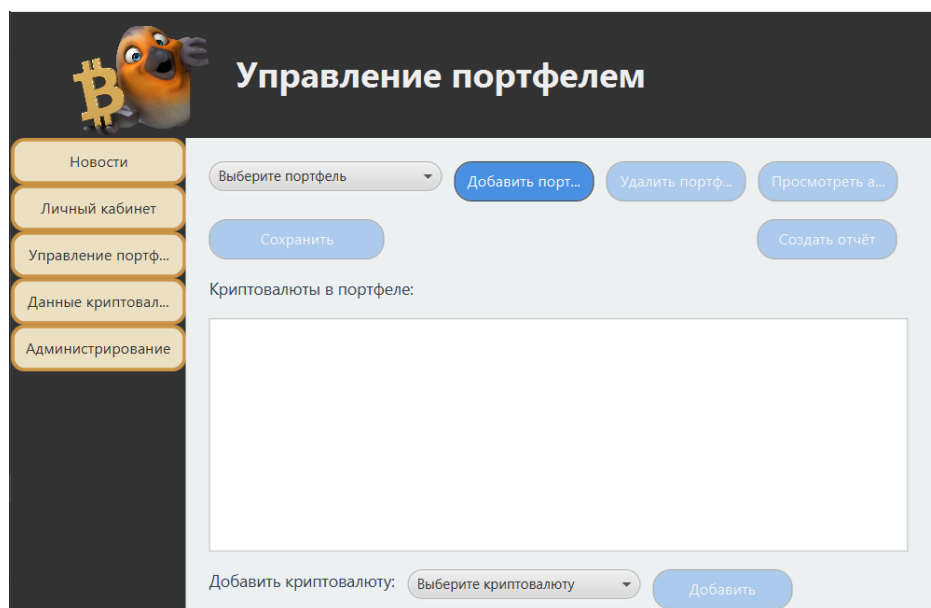 Управление портфелем
Новости
Личный кабинет
Управление портф...
Данные криптовал...
Администрирование
Выберите портфель
Добавить порт...
Удалить портф...
Просмотреть а...
Сохранить
Создать отчёт
Криптовалюты в портфеле:
Добавить криптовалюту:
Выберите криптовалюту
Добавить